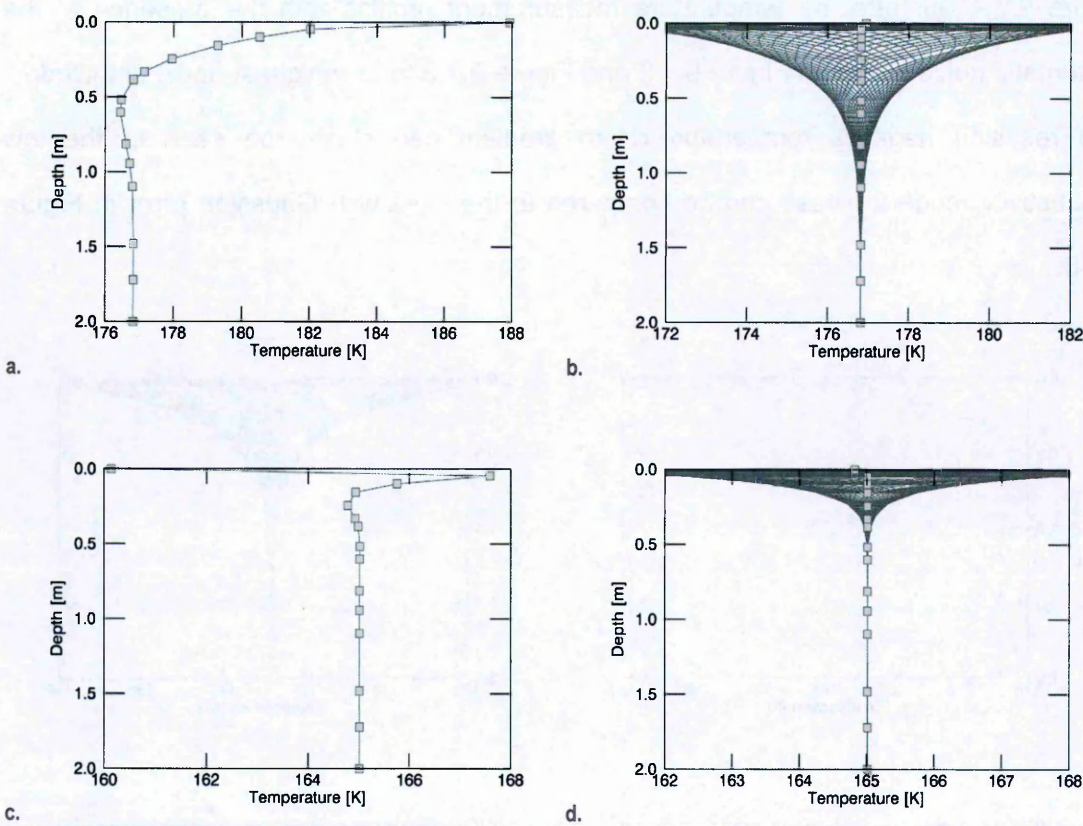 0.0
0.5
1.0
1.5
2.0
Depth [m]
176 178 180 182 184 186 188
Temperature [K]
a.
0.0
0.5
1.0
1.5
2.0
Depth [m]
172 174 176 178 180 182
Temperature [K]
b.
0.0
0.5
1.0
1.5
2.0
Depth [m]
160 162 164 166 168
Temperature [K]
c.
0.0
0.5
1.0
1.5
2.0
Depth [m]
162 163 164 165 166 167 168
Temperature [K]
d.